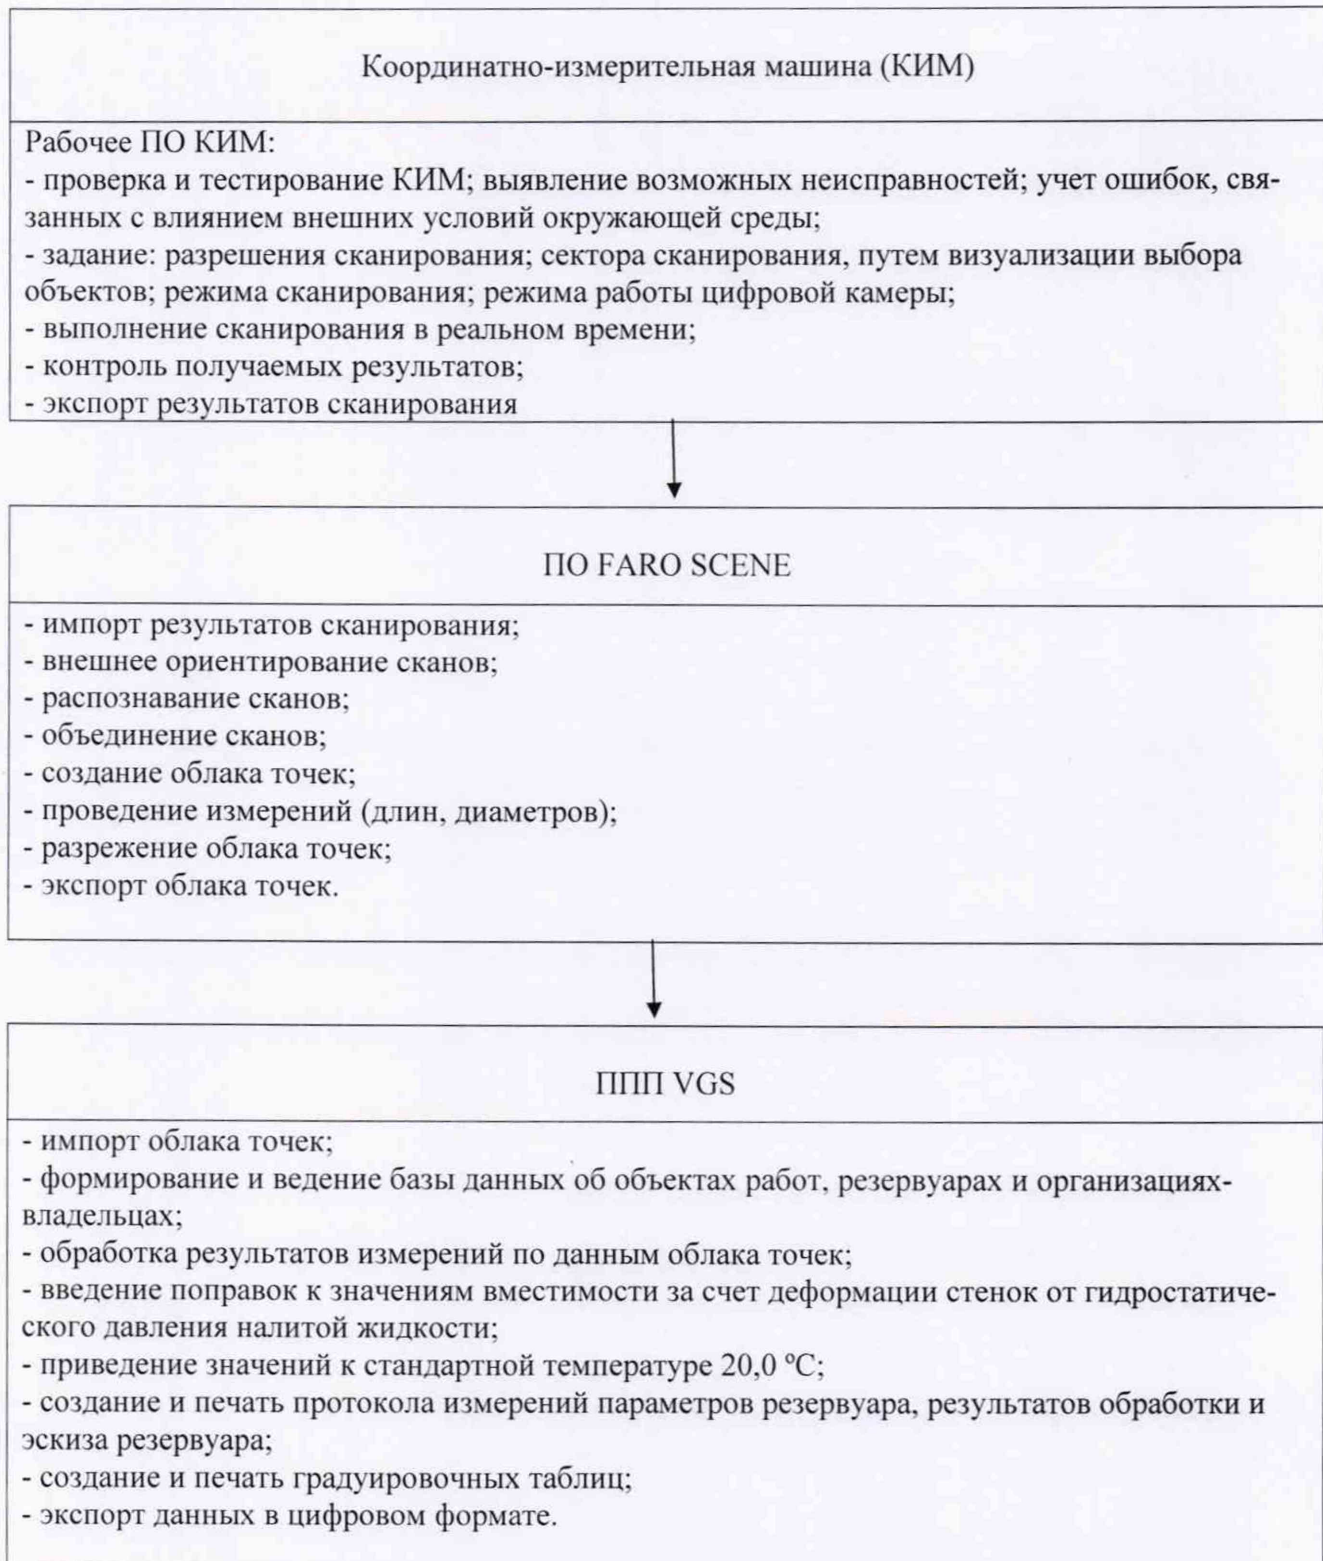 Координатно-измерительная машина (КИМ)
Рабочее ПО КИМ:
- проверка и тестирование КИМ; выявление возможных неисправностей; учет ошибок, свя-
занных с влиянием внешних условий окружающей среды;
- задание: разрешения сканирования; сектора сканирования, путем визуализации выбора
объектов; режима сканирования; режима работы цифровой камеры;
- выполнение сканирования в реальном времени;
- контроль получаемых результатов;
- экспорт результатов сканирования
ПО FARO SCENE
- импорт результатов сканирования;
- внешнее ориентирование сканов;
- распознавание сканов;
- объединение сканов;
- создание облака точек;
- проведение измерений (длин, диаметров);
- разрежение облака точек;
- экспорт облака точек.
ППП VGS
- импорт облака точек;
- формирование и ведение базы данных об объектах работ, резервуарах и организациях-
владельцах;
- обработка результатов измерений по данным облака точек;
- введение поправок к значениям вместимости за счет деформации стенок от гидростатиче-
ского давления налитой жидкости;
- приведение значений к стандартной температуре 20,0 ºС;
- создание и печать протокола измерений параметров резервуара, результатов обработки и
эскиза резервуара;
- создание и печать градуировочных таблиц;
- экспорт данных в цифровом формате.